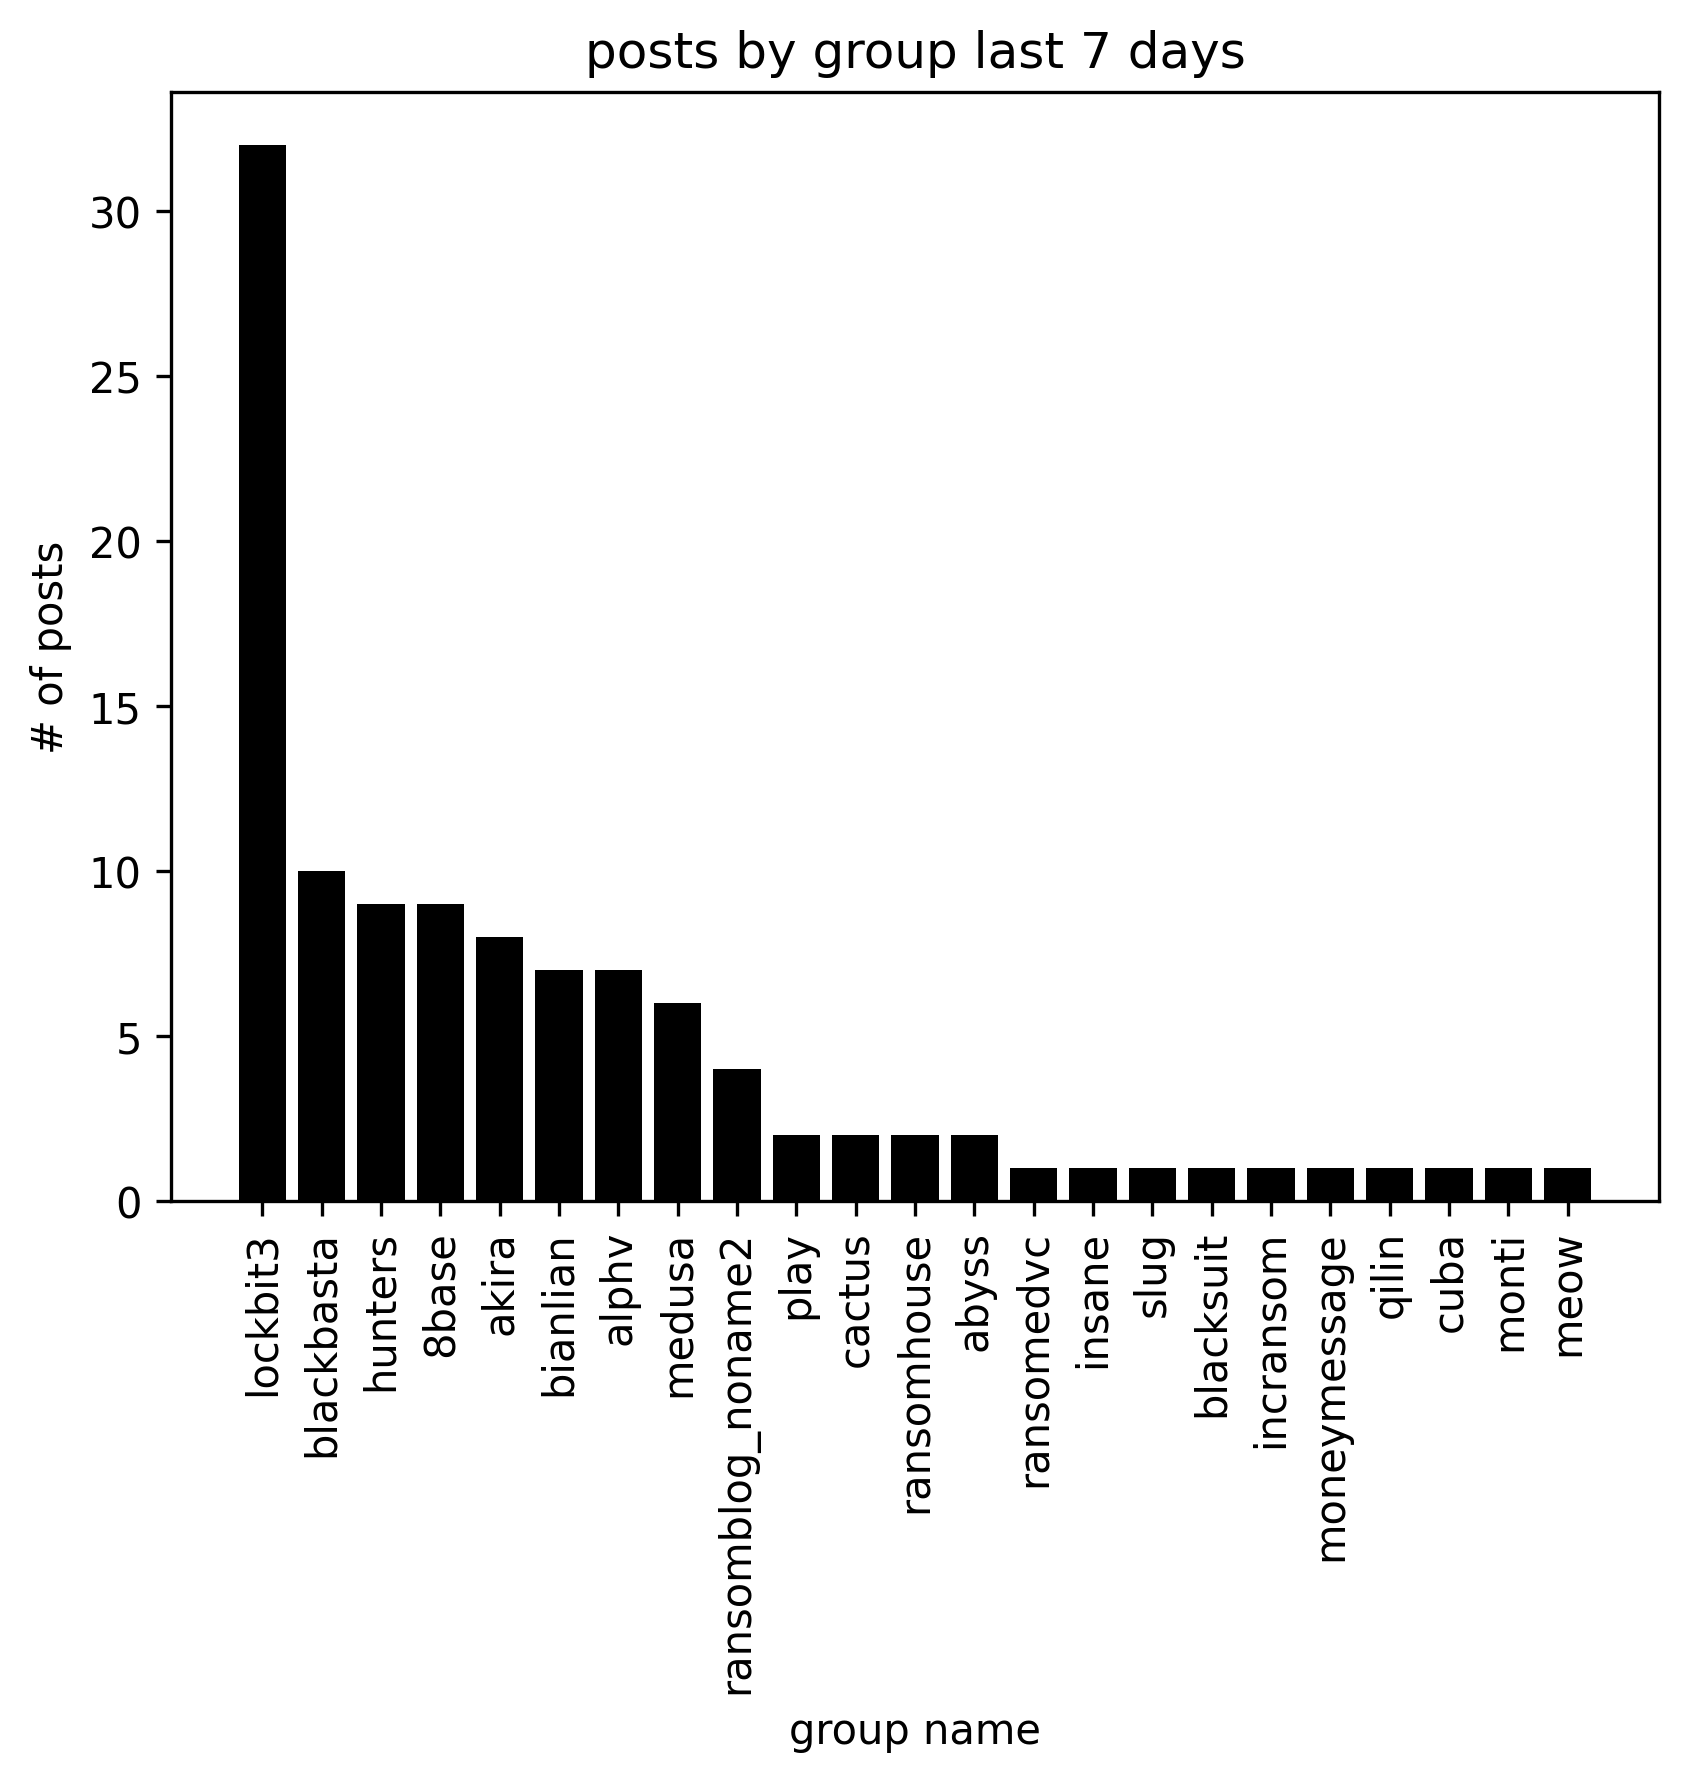 posts by group last 7 days
# of posts
30
25
20
15
10
5
0
lockbit3
blackbasta
hunters
8base
akira
bianlian
alphv
medusa
ransomblog_noname2
play
cactus
ransomhouse
abyss
ransomedvc
insane
slug
blacksuit
incransom
moneymessage
qilin
cuba
monti
meow
group name